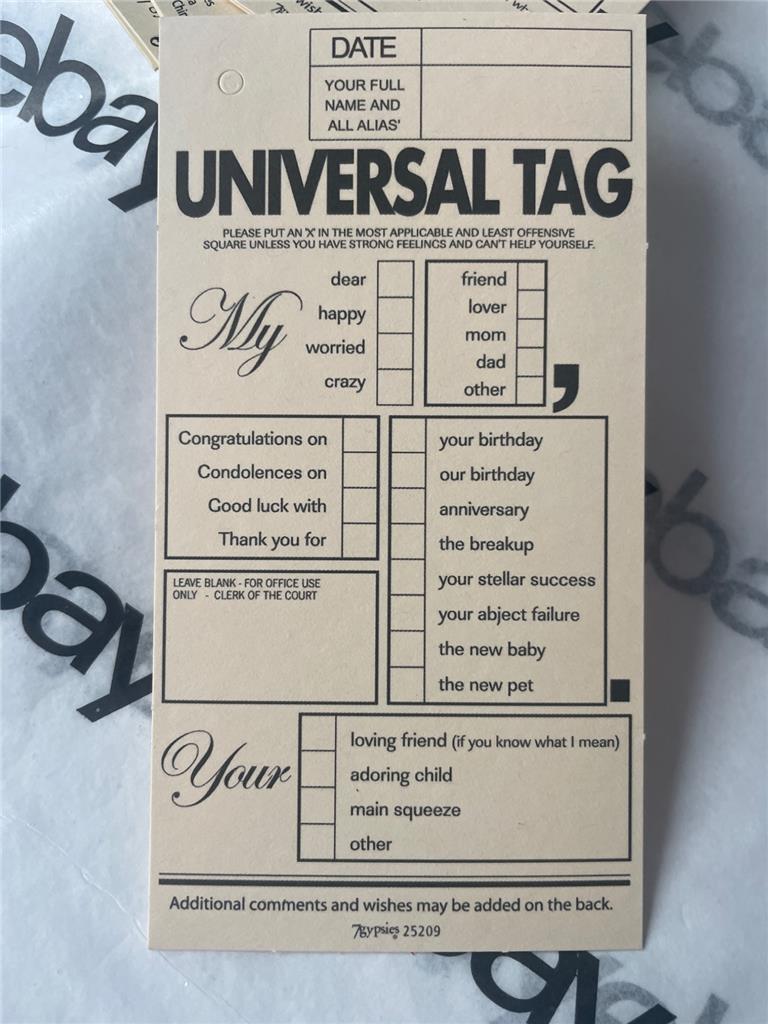 DATE
YOUR FULL
NAME AND
ALL ALIAS'
UNIVERSAL TAG
PLEASE PUT AN 'X' IN THE MOST APPLICABLE AND LEAST OFFENSIVE
SQUARE UNLESS YOU HAVE STRONG FEELINGS AND CAN'T HELP YOURSELF.
My
dear
happy
worried
crazy
friend
lover
mom
dad
other
,
Congratulations on
Condolences on
Good luck with
Thank you for
your birthday
our birthday
anniversary
the breakup
your stellar success
your abject failure
the new baby
the new pet
.
LEAVE BLANK - FOR OFFICE USE
ONLY - CLERK OF THE COURT
Your
loving friend (if you know what I mean)
adoring child
main squeeze
other
Additional comments and wishes may be added on the back.
7gypsies® 25209
ebay
ebay
ebay
ebay
ebay